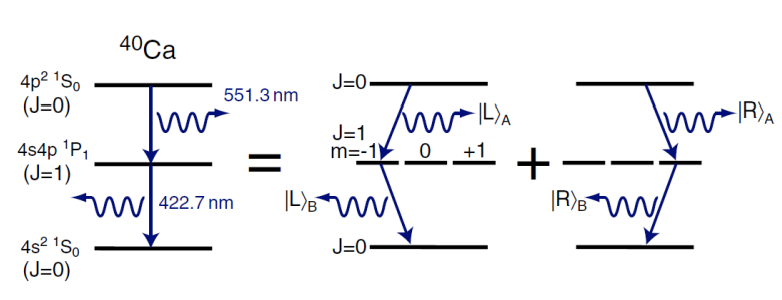 ⁴⁰Ca
4p² ¹S₀
(J=0)
551.3 nm
4s4p ¹P₁
(J=1)
422.7 nm
4s² ¹S₀
(J=0)
=
J=0
|L⟩A
J=1
m=-1 0 +1
|L⟩B
J=0
+
|R⟩A
|R⟩B